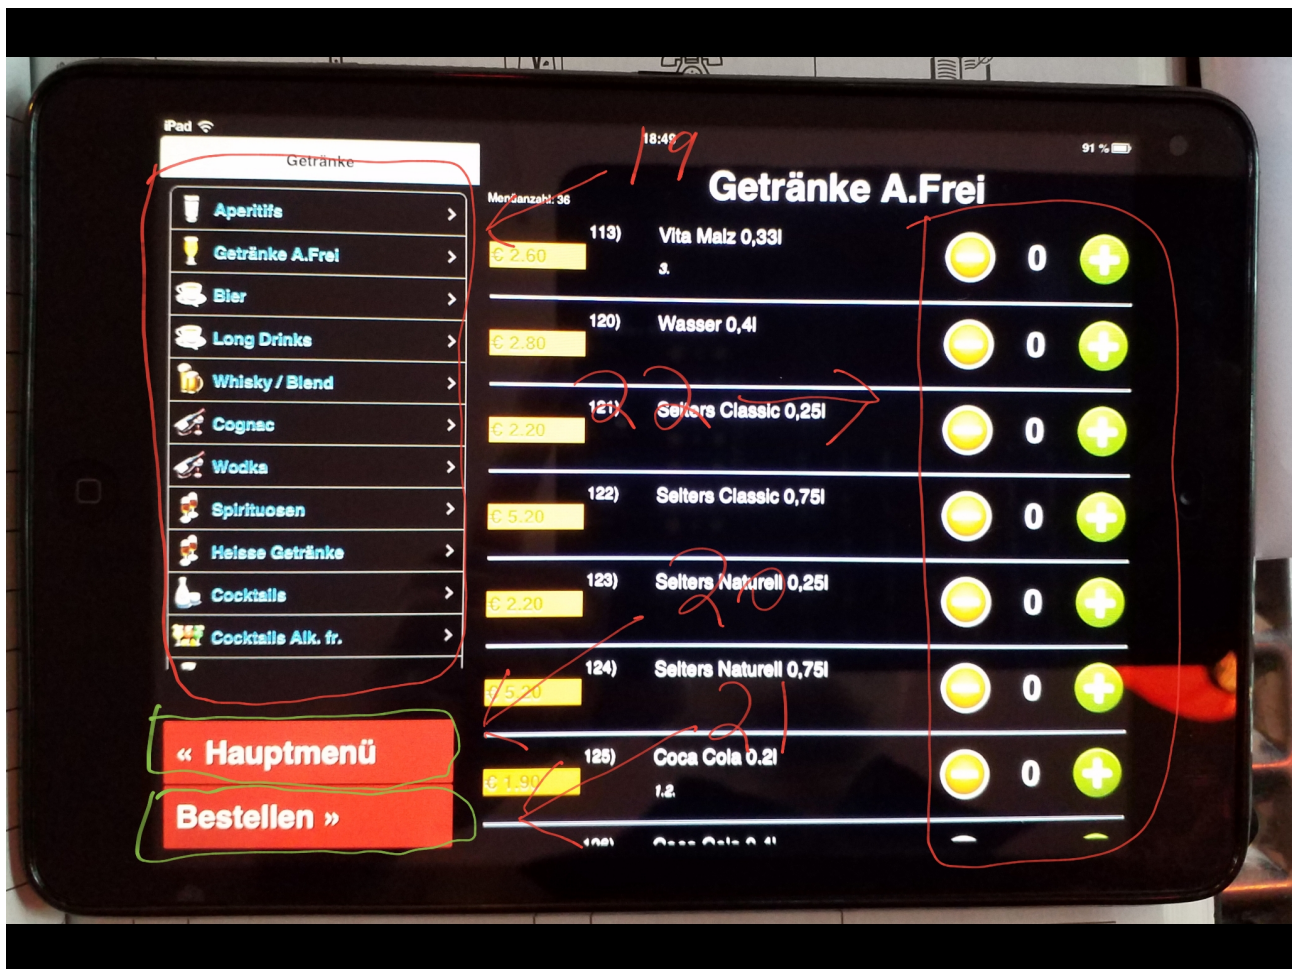 iPad
18:49
91 %
Getränke
Aperitifs
Getränke A.Frei
Bier
Long Drinks
Whisky / Blend
Cognac
Wodka
Spirituosen
Heisse Getränke
Cocktails
Cocktails Alk. fr.
« Hauptmenü
Bestellen »
Getränke A.Frei
Menüanzahl: 36
€ 2.60 113) Vita Malz 0,33l 0
3.
€ 2.80 120) Wasser 0,4l 0
€ 2.20 121) Selters Classic 0,25l 0
€ 5.20 122) Selters Classic 0,75l 0
€ 2.20 123) Selters Naturell 0,25l 0
€ 5.20 124) Selters Naturell 0,75l 0
€ 1.90 125) Coca Cola 0.2l 0
1.2.
19
22
20
21